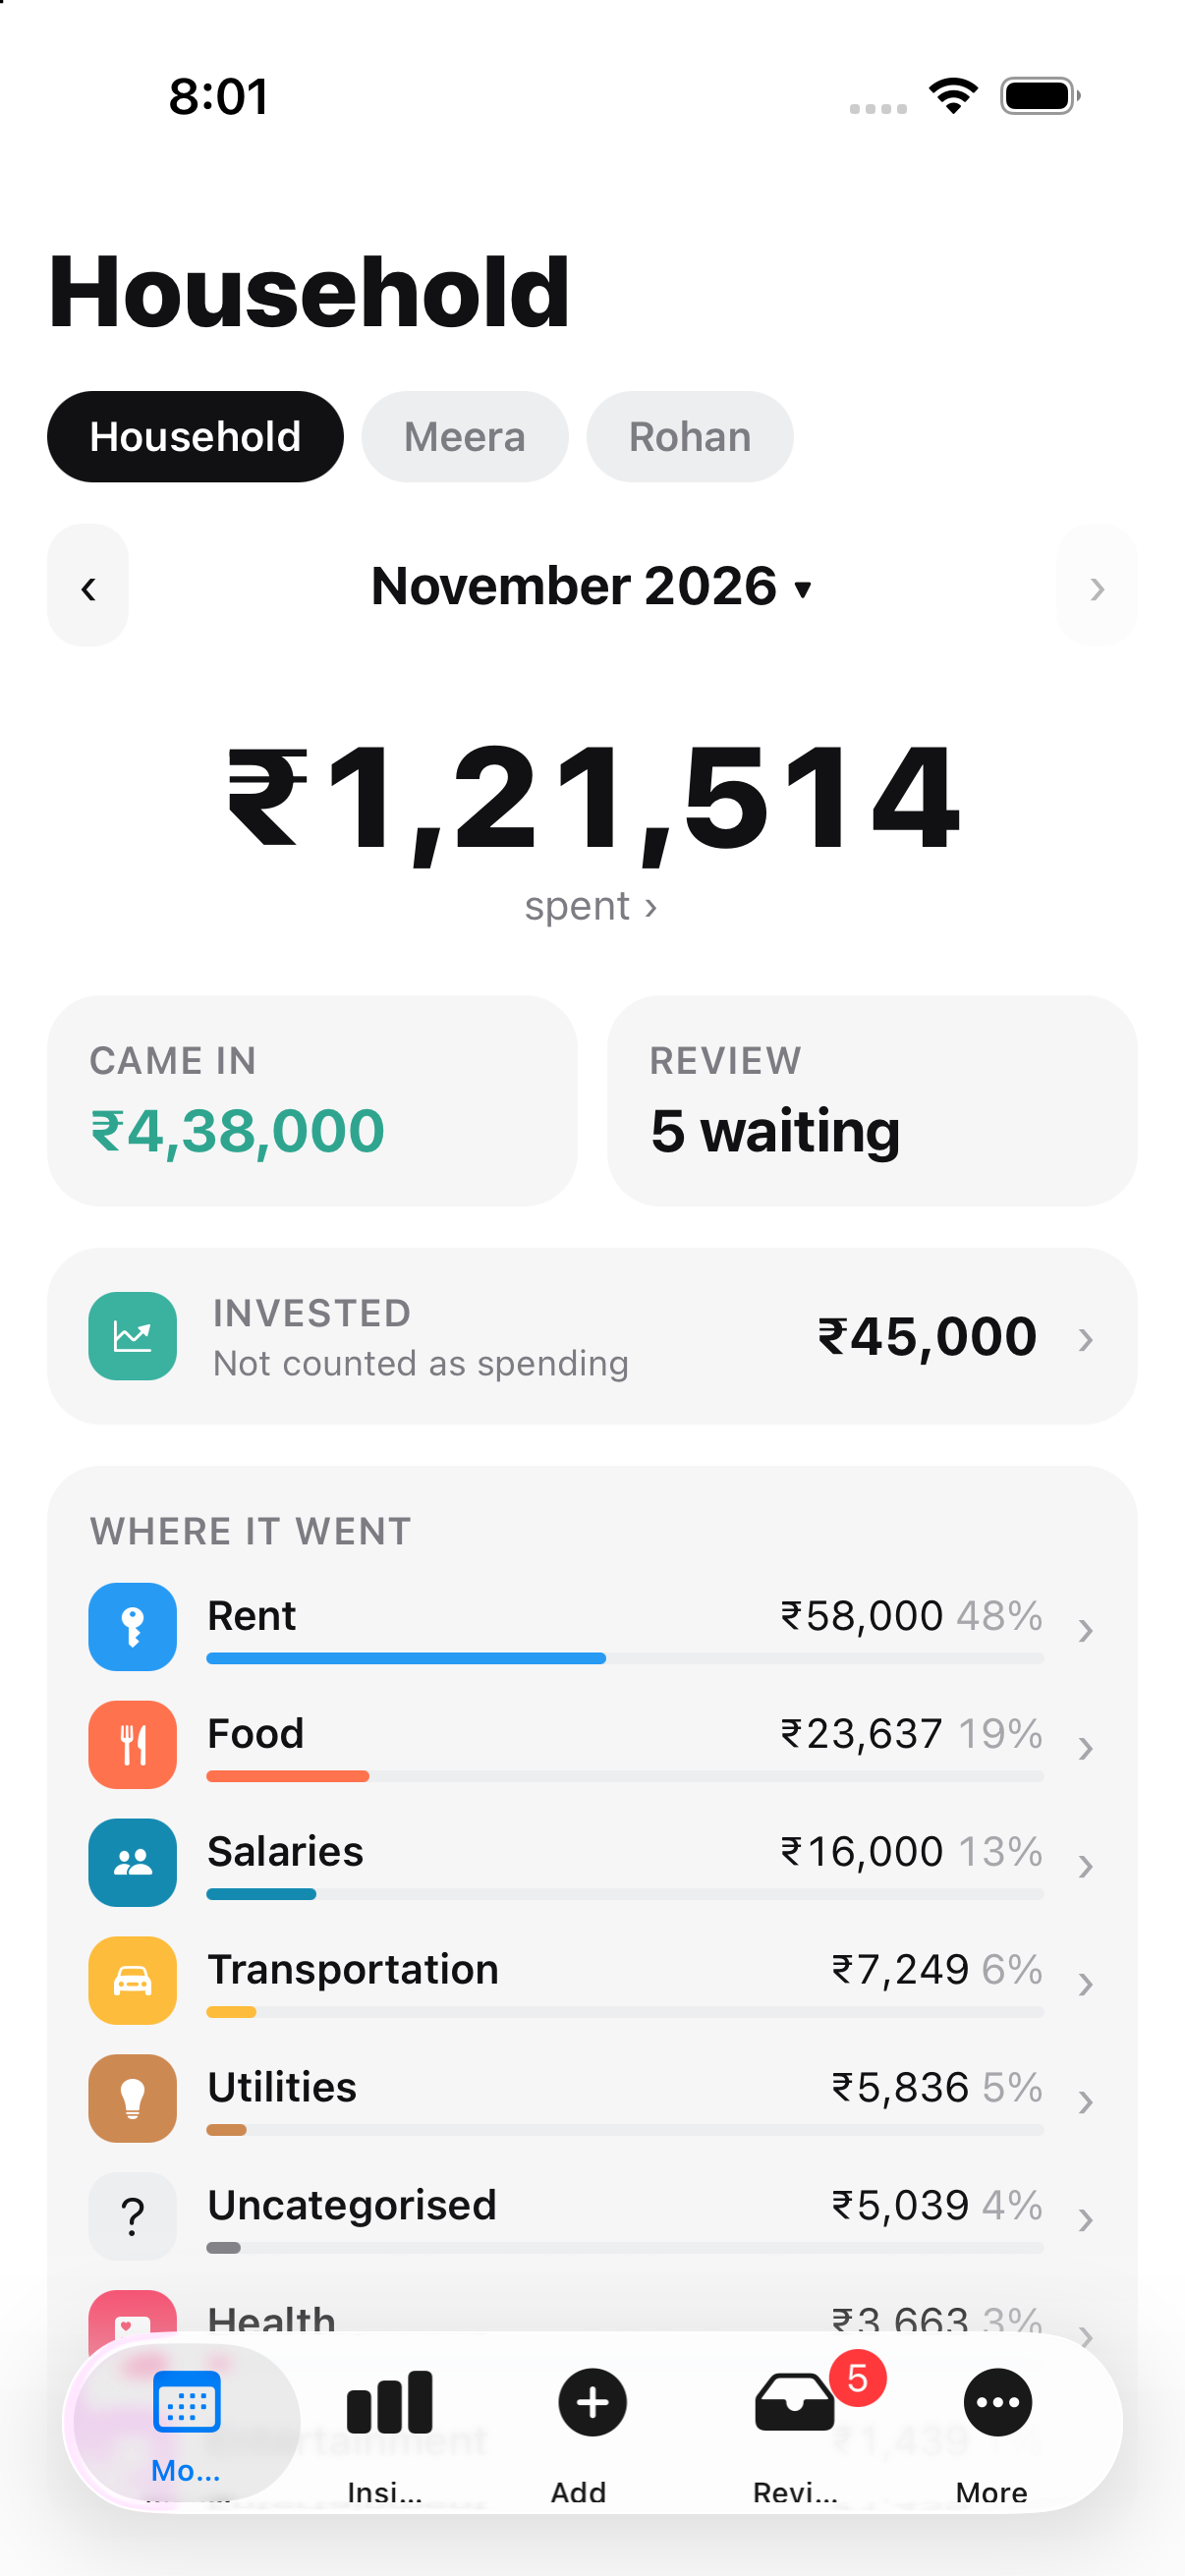 8:01
Household
Household Meera Rohan
‹ November 2026 ▾ ›
₹1,21,514
spent ›
CAME IN
₹4,38,000
REVIEW
5 waiting
INVESTED
Not counted as spending
₹45,000 ›
WHERE IT WENT
Rent ₹58,000 48% ›
Food ₹23,637 19% ›
Salaries ₹16,000 13% ›
Transportation ₹7,249 6% ›
Utilities ₹5,836 5% ›
? Uncategorised ₹5,039 4% ›
Health ₹3,663 3% ›
₹1,439
5
Mo... Insi... Add Revi... More